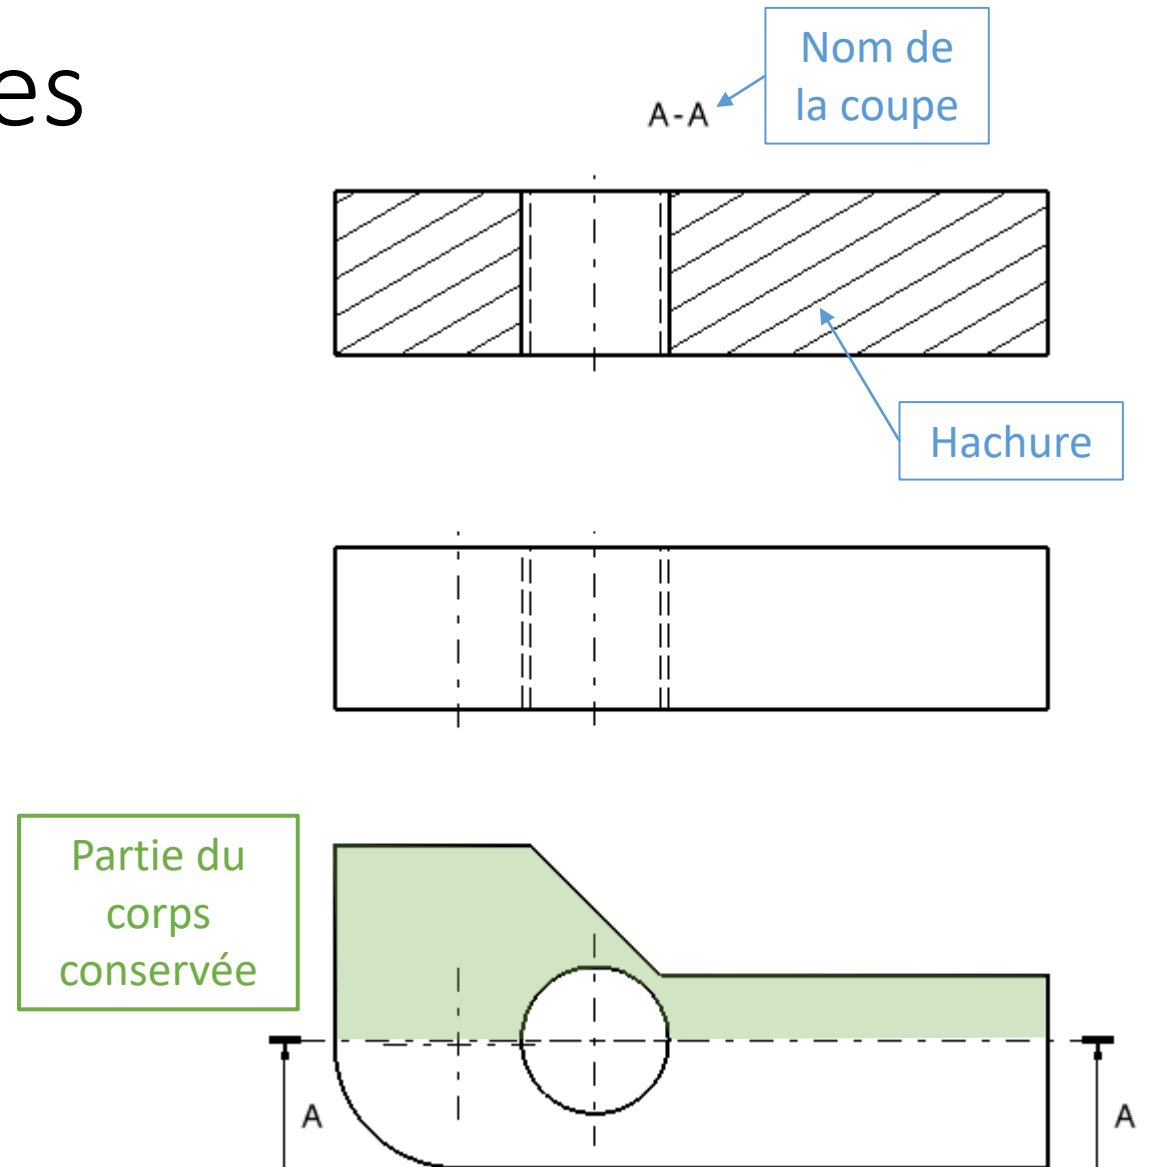 es
Nom de
la coupe
A-A
Hachure
Partie du
corps
conservée
A
A